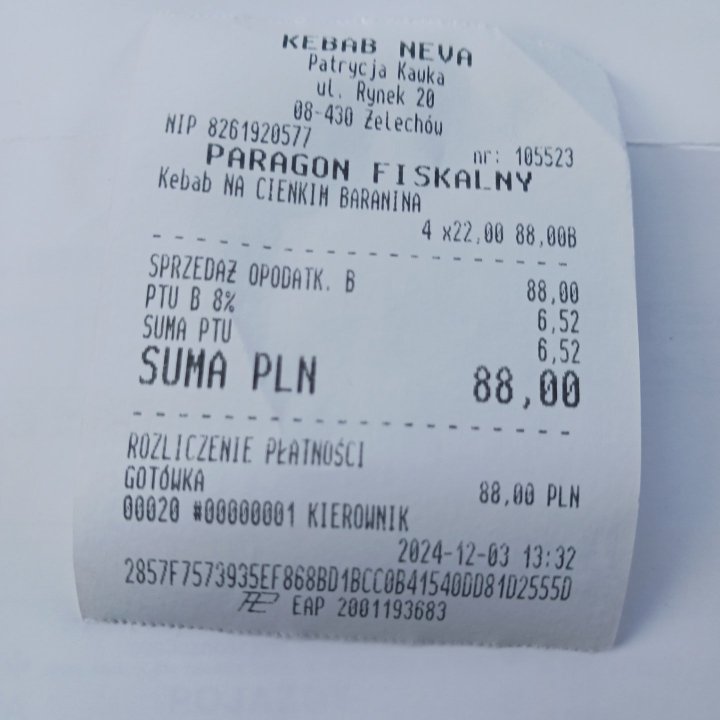 KEBAB NEVA
Patrycja Kawka
ul. Rynek 20
08-430 Żelechów
NIP 8261920577
nr: 105523
PARAGON FISKALNY
Kebab NA CIENKIM BARANINA
4 x22,00 88,00B
SPRZEDAŻ OPODATK. B 88,00
PTU B 8% 6,52
SUMA PTU 6,52
SUMA PLN 88,00
ROZLICZENIE PŁATNOŚCI
GOTÓWKA 88,00 PLN
00020 #00000001 KIEROWNIK
2024-12-03 13:32
2857F7573935EF868BD1BCC0B41540DD81D2555D
EAP 2001193683